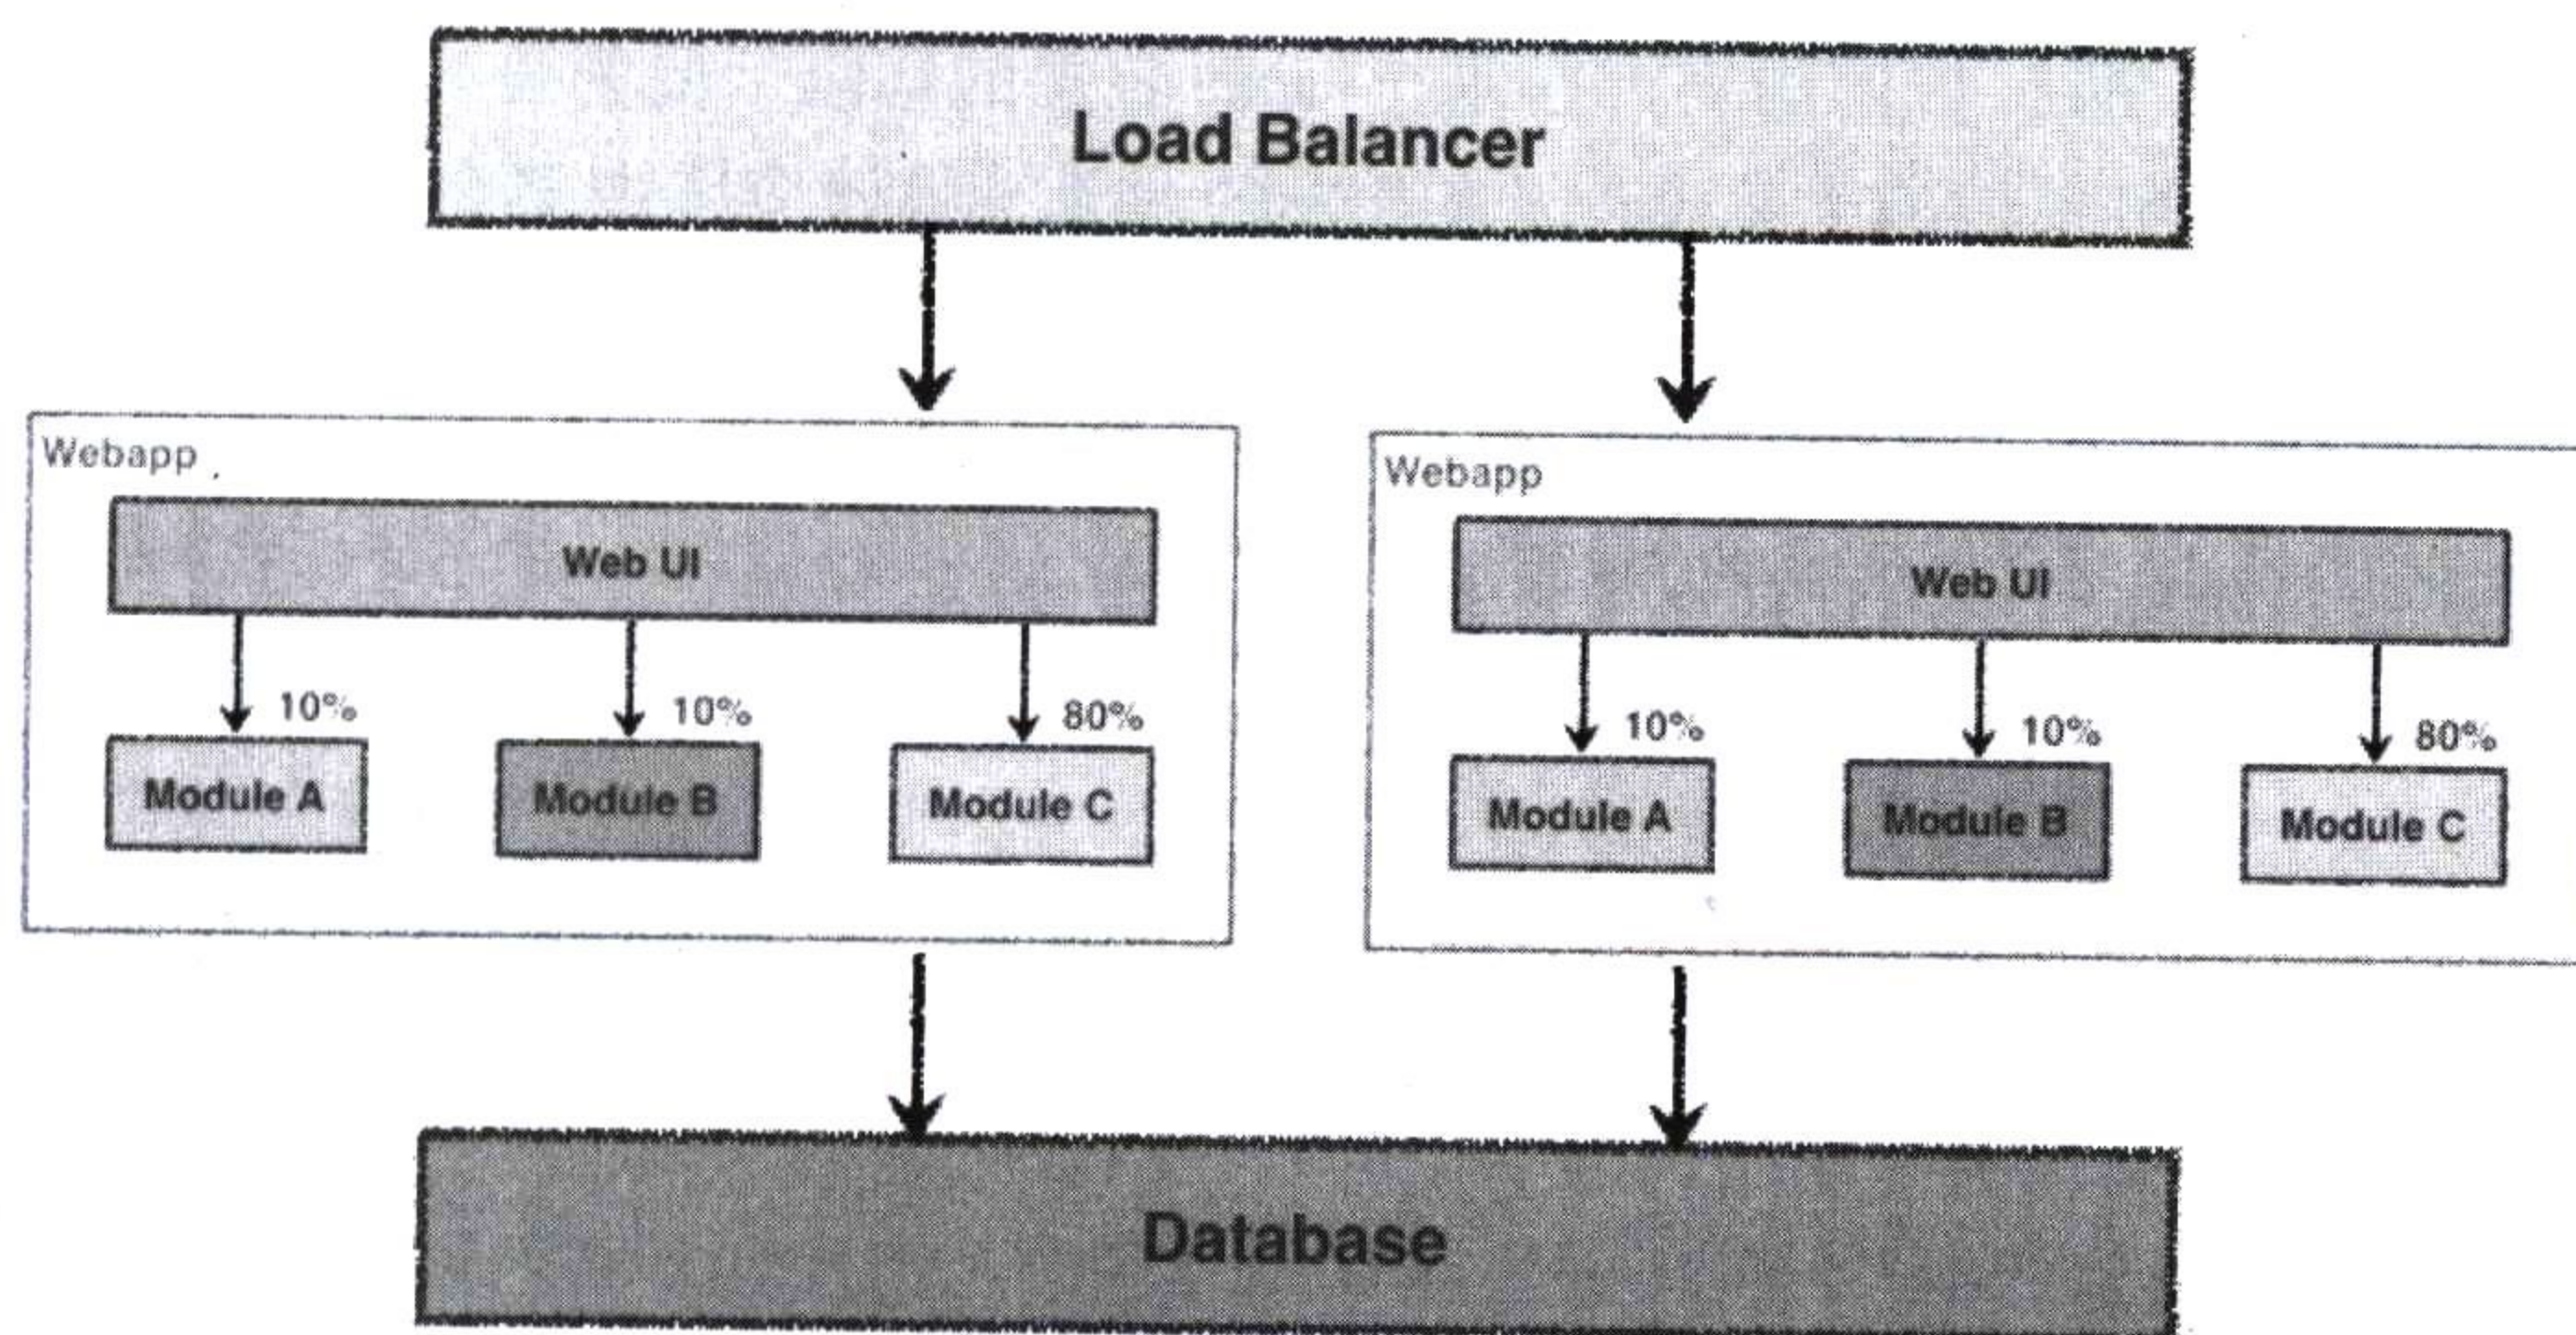 Load Balancer
Webapp
Web UI
10%
10%
80%
Module A
Module B
Module C
Webapp
Web UI
10%
10%
80%
Module A
Module B
Module C
Database